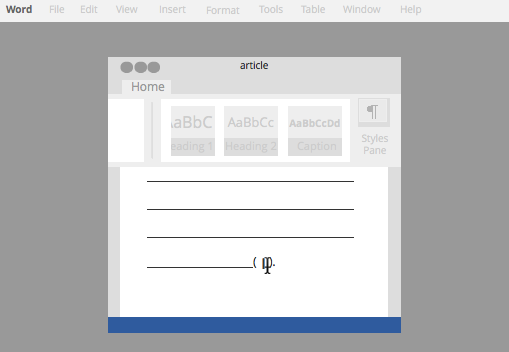 Word File Edit View Insert Format Tools Table Window Help
article
Home
AaBbC AaBbCc AaBbCcDd
eading 1 Heading 2 Caption
¶
Styles
Pane
( ).